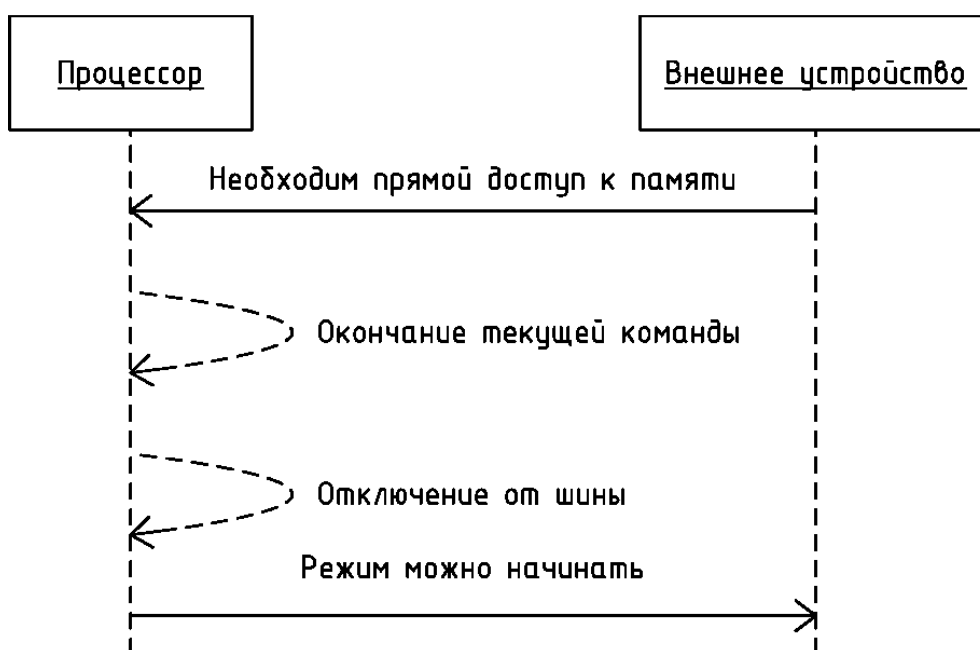 Процессор
Внешнее устройство
Необходим прямой доступ к памяти
Окончание текущей команды
Отключение от шины
Режим можно начинать